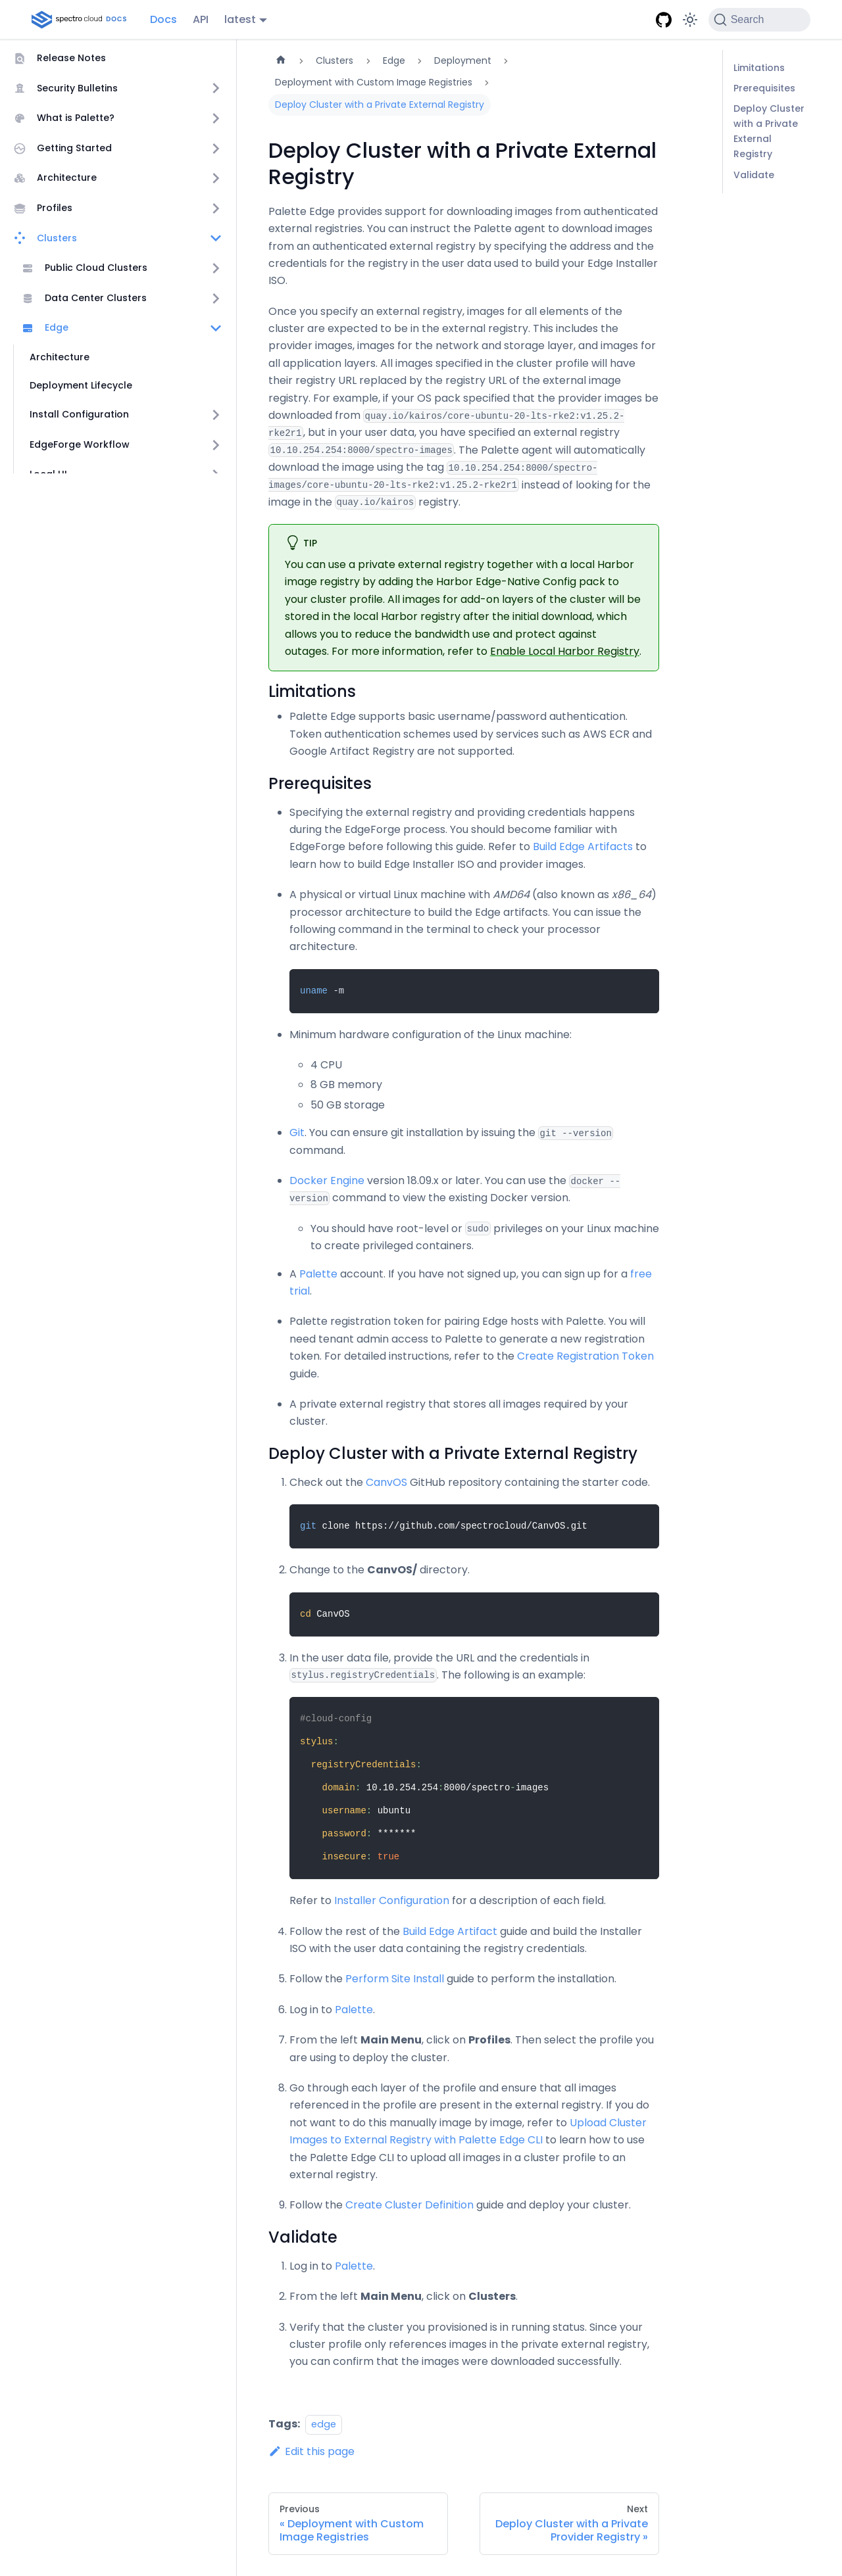 spectro cloud DOCS Docs API latest Search
Release Notes
Security Bulletins
What is Palette?
Getting Started
Architecture
Profiles
Clusters
Public Cloud Clusters
Data Center Clusters
Edge
Architecture
Deployment Lifecycle
Install Configuration
EdgeForge Workflow
Local UI
Clusters > Edge > Deployment >
Deployment with Custom Image Registries >
Deploy Cluster with a Private External Registry
Deploy Cluster with a Private External
Registry
Palette Edge provides support for downloading images from authenticated
external registries. You can instruct the Palette agent to download images
from an authenticated external registry by specifying the address and the
credentials for the registry in the user data used to build your Edge Installer
ISO.
Once you specify an external registry, images for all elements of the
cluster are expected to be in the external registry. This includes the
provider images, images for the network and storage layer, and images for
all application layers. All images specified in the cluster profile will have
their registry URL replaced by the registry URL of the external image
registry. For example, if your OS pack specified that the provider images be
downloaded from quay.io/kairos/core-ubuntu-20-lts-rke2:v1.25.2-
rke2r1, but in your user data, you have specified an external registry
10.10.254.254:8000/spectro-images. The Palette agent will automatically
download the image using the tag 10.10.254.254:8000/spectro-
images/core-ubuntu-20-lts-rke2:v1.25.2-rke2r1 instead of looking for the
image in the quay.io/kairos registry.
TIP
You can use a private external registry together with a local Harbor
image registry by adding the Harbor Edge-Native Config pack to
your cluster profile. All images for add-on layers of the cluster will be
stored in the local Harbor registry after the initial download, which
allows you to reduce the bandwidth use and protect against
outages. For more information, refer to Enable Local Harbor Registry.
Limitations
• Palette Edge supports basic username/password authentication.
Token authentication schemes used by services such as AWS ECR and
Google Artifact Registry are not supported.
Prerequisites
• Specifying the external registry and providing credentials happens
during the EdgeForge process. You should become familiar with
EdgeForge before following this guide. Refer to Build Edge Artifacts to
learn how to build Edge Installer ISO and provider images.
• A physical or virtual Linux machine with AMD64 (also known as x86_64)
processor architecture to build the Edge artifacts. You can issue the
following command in the terminal to check your processor
architecture.
uname -m
• Minimum hardware configuration of the Linux machine:
◦ 4 CPU
◦ 8 GB memory
◦ 50 GB storage
• Git. You can ensure git installation by issuing the git --version
command.
• Docker Engine version 18.09.x or later. You can use the docker --
version command to view the existing Docker version.
◦ You should have root-level or sudo privileges on your Linux machine
to create privileged containers.
• A Palette account. If you have not signed up, you can sign up for a free
trial.
• Palette registration token for pairing Edge hosts with Palette. You will
need tenant admin access to Palette to generate a new registration
token. For detailed instructions, refer to the Create Registration Token
guide.
• A private external registry that stores all images required by your
cluster.
Deploy Cluster with a Private External Registry
1. Check out the CanvOS GitHub repository containing the starter code.
git clone https://github.com/spectrocloud/CanvOS.git
2. Change to the CanvOS/ directory.
cd CanvOS
3. In the user data file, provide the URL and the credentials in
stylus.registryCredentials. The following is an example:
#cloud-config
stylus:
registryCredentials:
domain: 10.10.254.254:8000/spectro-images
username: ubuntu
password: *******
insecure: true
Refer to Installer Configuration for a description of each field.
4. Follow the rest of the Build Edge Artifact guide and build the Installer
ISO with the user data containing the registry credentials.
5. Follow the Perform Site Install guide to perform the installation.
6. Log in to Palette.
7. From the left Main Menu, click on Profiles. Then select the profile you
are using to deploy the cluster.
8. Go through each layer of the profile and ensure that all images
referenced in the profile are present in the external registry. If you do
not want to do this manually image by image, refer to Upload Cluster
Images to External Registry with Palette Edge CLI to learn how to use
the Palette Edge CLI to upload all images in a cluster profile to an
external registry.
9. Follow the Create Cluster Definition guide and deploy your cluster.
Validate
1. Log in to Palette.
2. From the left Main Menu, click on Clusters.
3. Verify that the cluster you provisioned is in running status. Since your
cluster profile only references images in the private external registry,
you can confirm that the images were downloaded successfully.
Tags: edge
Edit this page
Previous
« Deployment with Custom
Image Registries
Next
Deploy Cluster with a Private
Provider Registry »
Limitations
Prerequisites
Deploy Cluster
with a Private
External
Registry
Validate